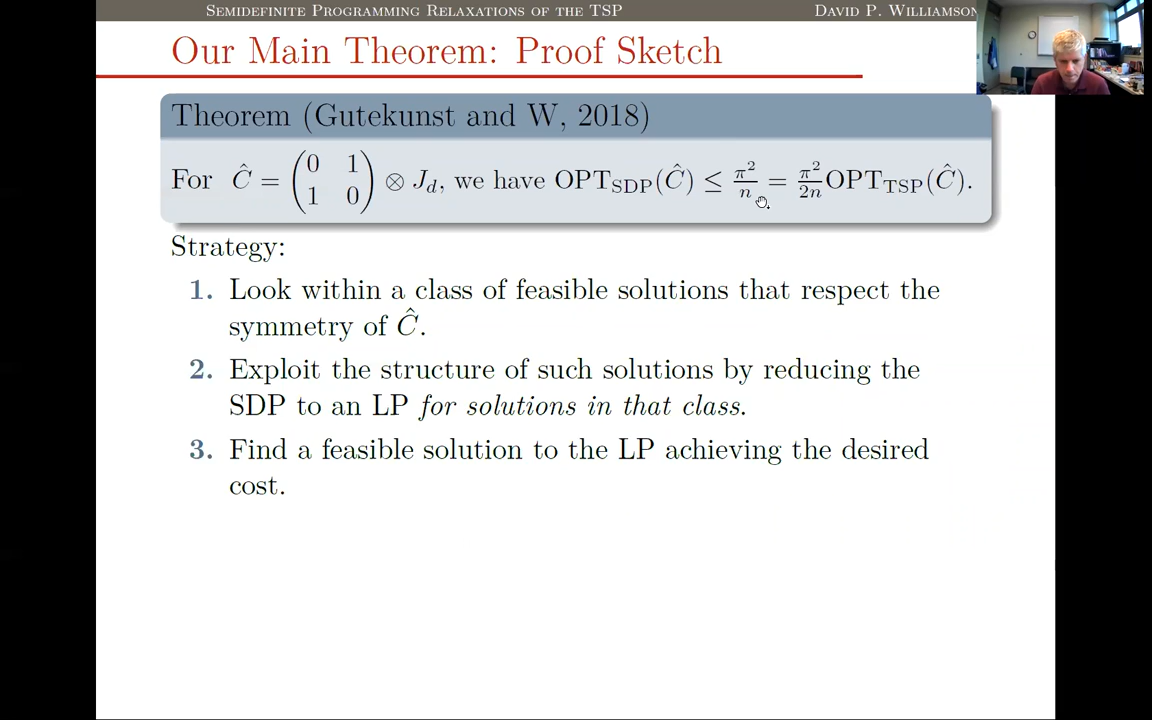 SEMIDEFINITE PROGRAMMING RELAXATIONS OF THE TSP DAVID P. WILLIAMSON
Our Main Theorem: Proof Sketch
Theorem (Gutekunst and W, 2018)
For Ĉ = (0 1; 1 0) ⊗ J_d, we have OPT_SDP(Ĉ) ≤ π²/n = π²/2n OPT_TSP(Ĉ).
Strategy:
1. Look within a class of feasible solutions that respect the
symmetry of Ĉ.
2. Exploit the structure of such solutions by reducing the
SDP to an LP for solutions in that class.
3. Find a feasible solution to the LP achieving the desired
cost.